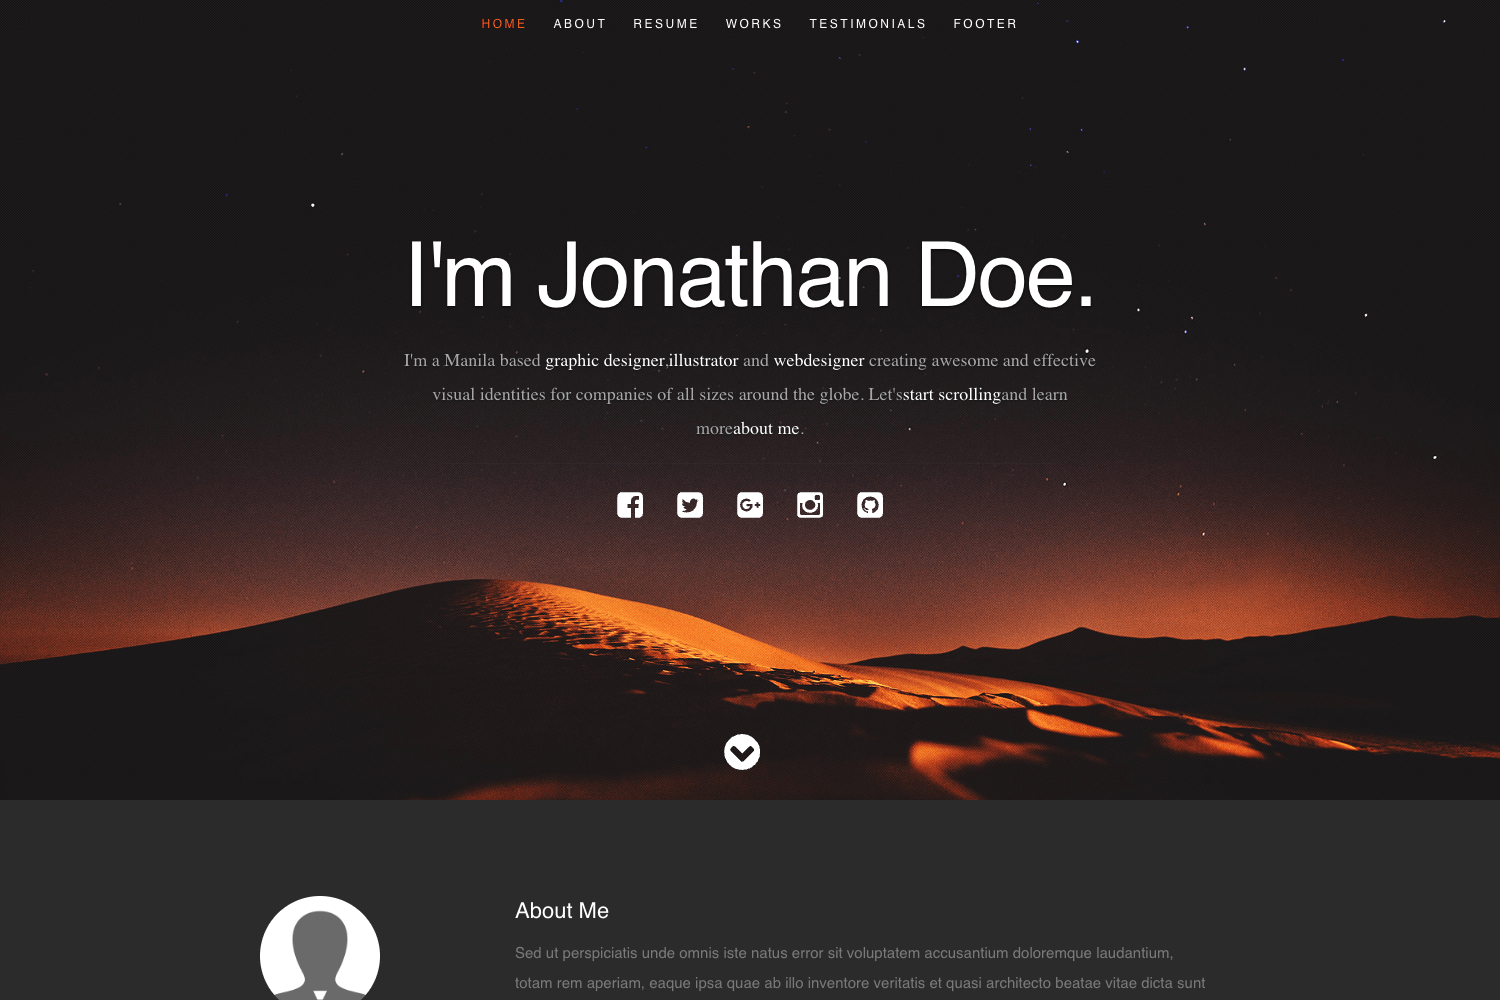 HOME ABOUT RESUME WORKS TESTIMONIALS FOOTER
I'm Jonathan Doe.
I'm a Manila based graphic designer,illustrator and webdesigner creating awesome and effective
visual identities for companies of all sizes around the globe. Let'sstart scrollingand learn
moreabout me.
About Me
Sed ut perspiciatis unde omnis iste natus error sit voluptatem accusantium doloremque laudantium,
totam rem aperiam, eaque ipsa quae ab illo inventore veritatis et quasi architecto beatae vitae dicta sunt